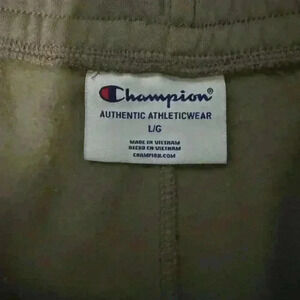 Champion®
AUTHENTIC ATHLETICWEAR
L/G
MADE IN VIETNAM
HECHO EN VIETNAM
CHAMPION.COM